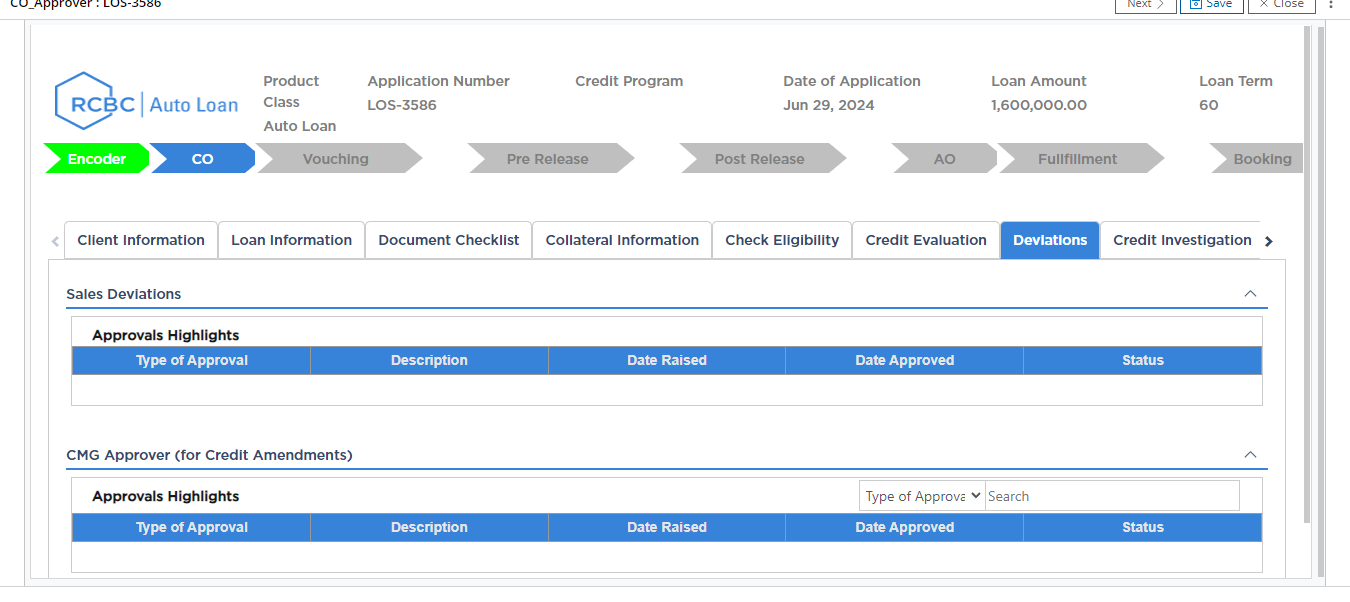 CO_Approver : LOS-3586
Next
Save
Close
RCBC Auto Loan
Product Class
Auto Loan
Application Number
LOS-3586
Credit Program
Date of Application
Jun 29, 2024
Loan Amount
1,600,000.00
Loan Term
60
Encoder
CO
Vouching
Pre Release
Post Release
AO
Fullfillment
Booking
Client Information
Loan Information
Document Checklist
Collateral Information
Check Eligibility
Credit Evaluation
Deviations
Credit Investigation
Sales Deviations
Approvals Highlights
Type of Approval Description Date Raised Date Approved Status
CMG Approver (for Credit Amendments)
Approvals Highlights
Type of Approva
Search
Type of Approval Description Date Raised Date Approved Status